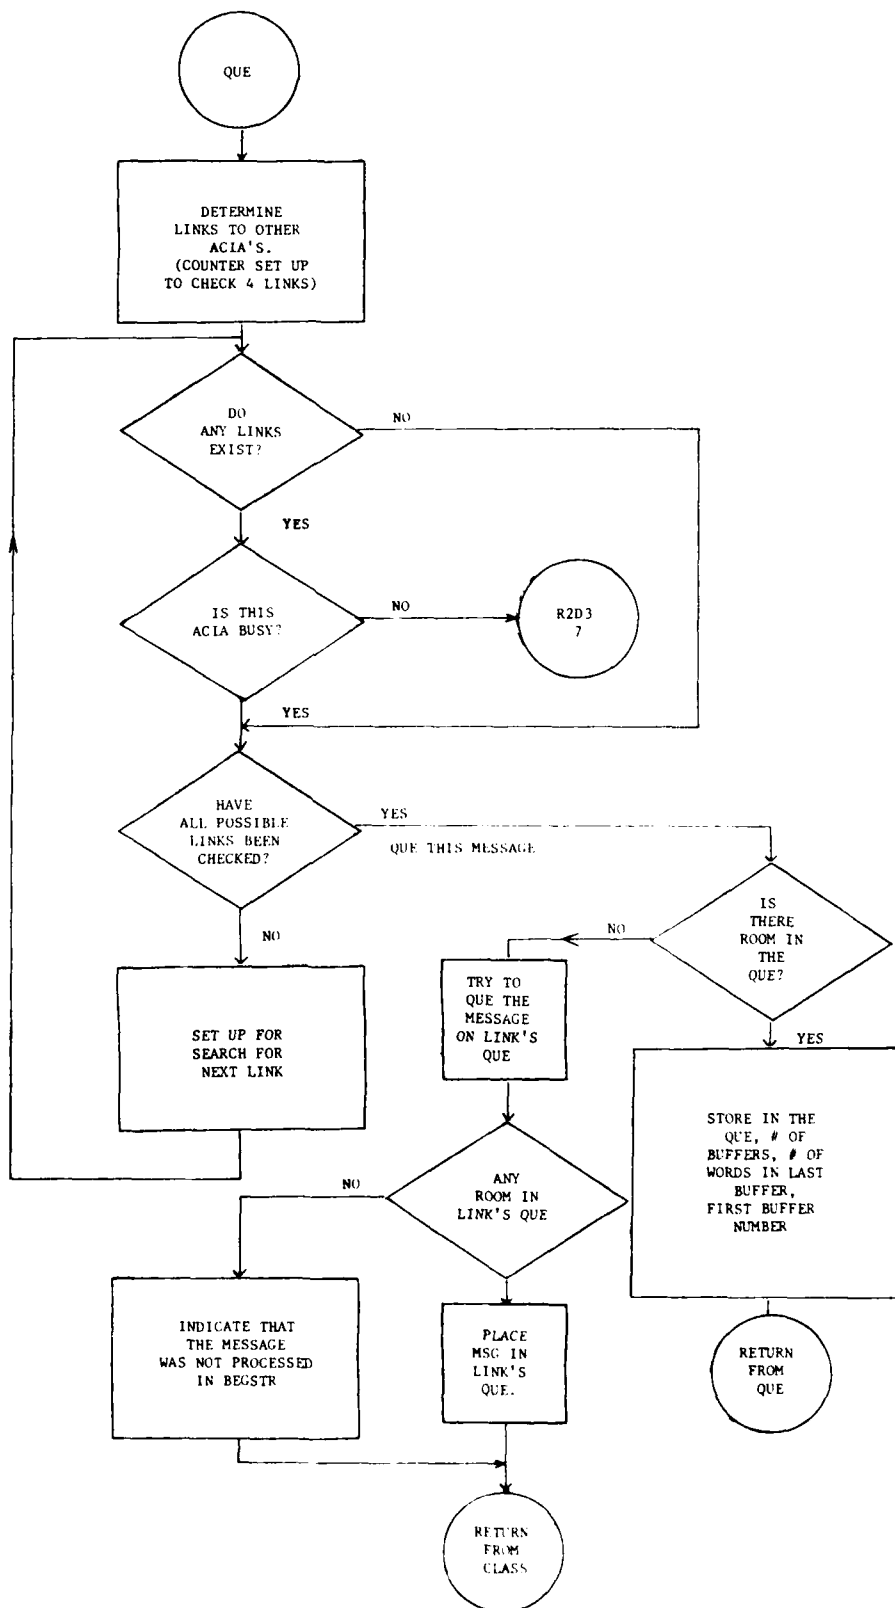 QUE
DETERMINE
LINKS TO OTHER
ACIA'S.
(COUNTER SET UP
TO CHECK 4 LINKS)
DO
ANY LINKS
EXIST?
NO
YES
IS THIS
ACIA BUSY?
NO
R2D3
7
YES
HAVE
ALL POSSIBLE
LINKS BEEN
CHECKED?
YES
QUE THIS MESSAGE
NO
IS
THERE
ROOM IN
THE
QUE?
NO
YES
SET UP FOR
SEARCH FOR
NEXT LINK
TRY TO
QUE THE
MESSAGE
ON LINK'S
QUE
STORE IN THE
QUE, # OF
BUFFERS, # OF
WORDS IN LAST
BUFFER,
FIRST BUFFER
NUMBER
ANY
ROOM IN
LINK'S QUE
NO
INDICATE THAT
THE MESSAGE
WAS NOT PROCESSED
IN BEGSTR
PLACE
MSG IN
LINK'S
QUE.
RETURN
FROM
QUE
RETURN
FROM
CLASS